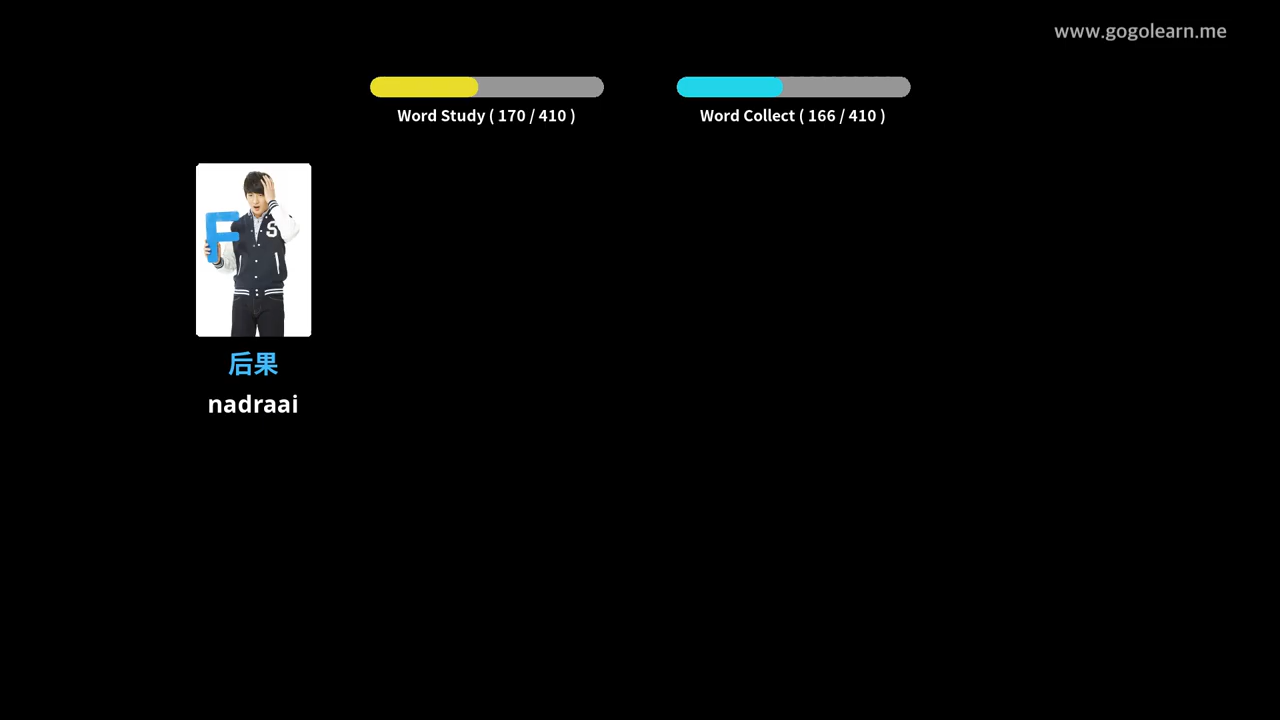 www.gogolearn.me
Word Study ( 170 / 410 )
Word Collect ( 166 / 410 )
F
S
后果
nadraai